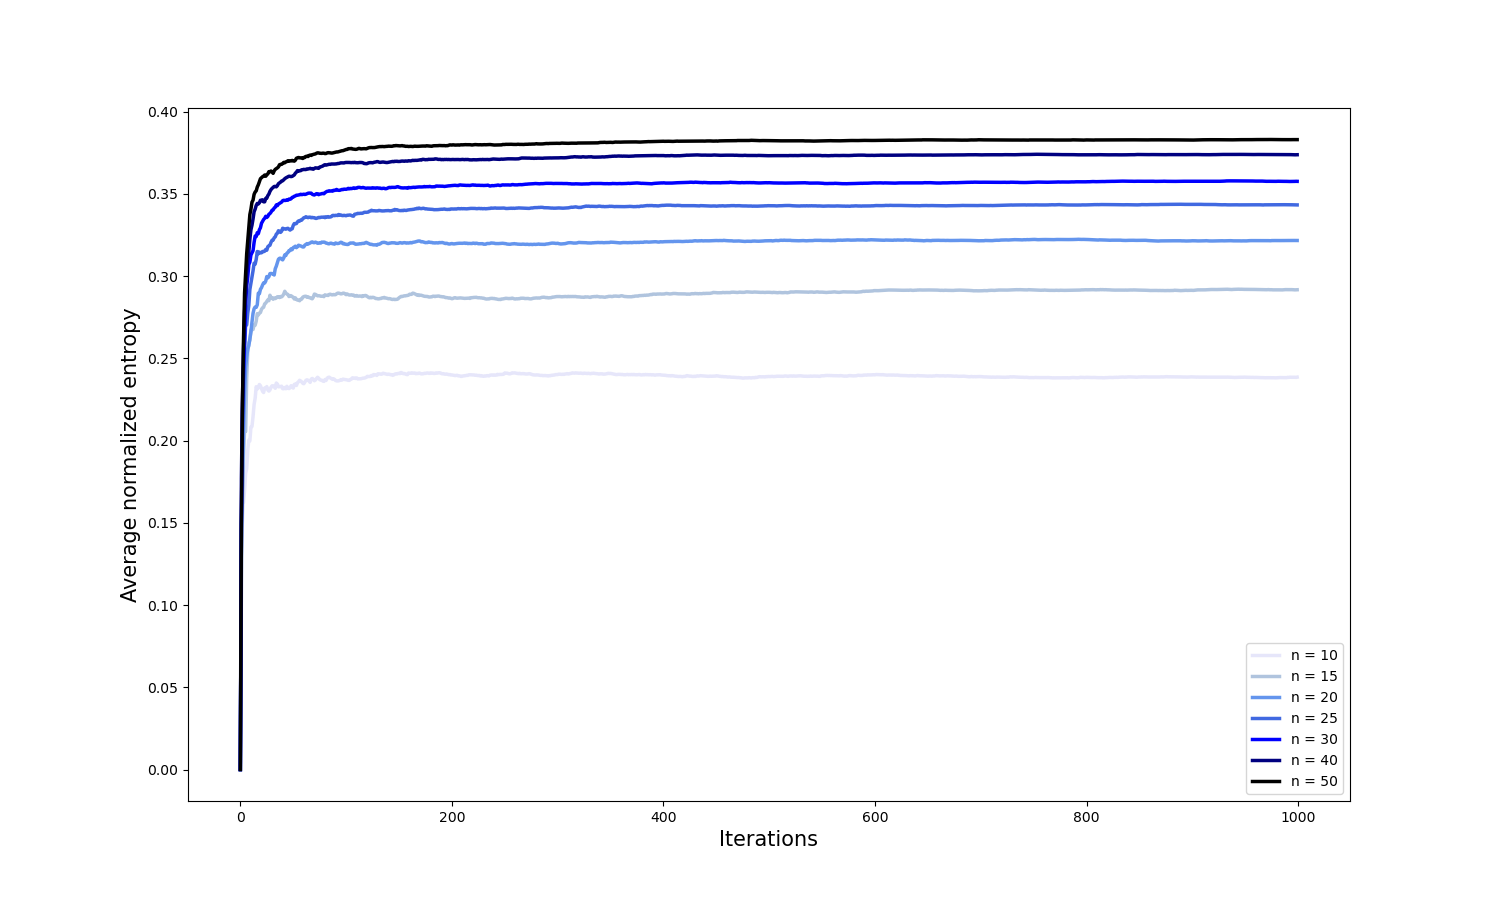 0.40
0.35
0.30
0.25
0.20
0.15
0.10
0.05
0.00
Average normalized entropy
0 200 400 600 800 1000
Iterations
n = 10
n = 15
n = 20
n = 25
n = 30
n = 40
n = 50